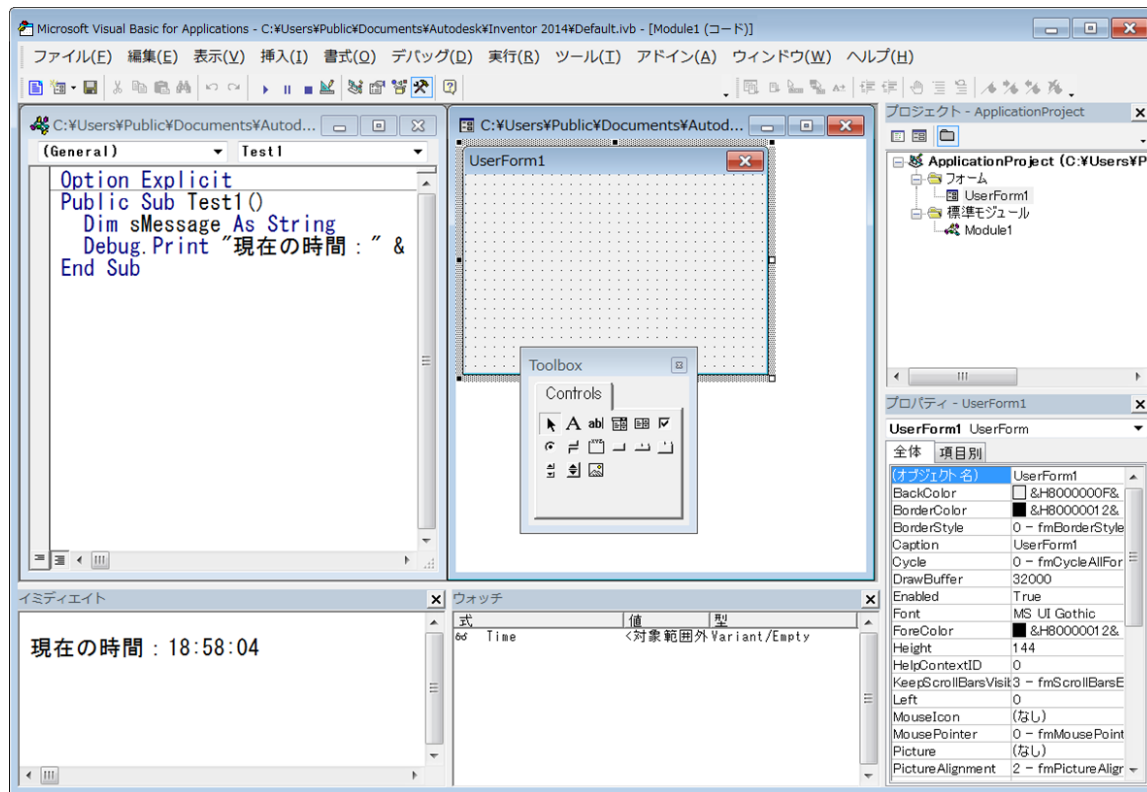 Microsoft Visual Basic for Applications - C:¥Users¥Public¥Documents¥Autodesk¥Inventor 2014¥Default.ivb - [Module1 (コード)]
ファイル(F) 編集(E) 表示(V) 挿入(I) 書式(O) デバッグ(D) 実行(R) ツール(T) アドイン(A) ウィンドウ(W) ヘルプ(H)
C:¥Users¥Public¥Documents¥Autod...
(General) Test1
Option Explicit
Public Sub Test1()
Dim sMessage As String
Debug.Print "現在の時間：" &
End Sub
C:¥Users¥Public¥Documents¥Autod...
UserForm1
Toolbox
Controls
A abl
XYZ
プロジェクト - ApplicationProject
ApplicationProject (C:¥Users¥P
フォーム
UserForm1
標準モジュール
Module1
プロパティ - UserForm1
UserForm1 UserForm
全体 項目別
(オブジェクト名) UserForm1
BackColor &H8000000F&
BorderColor &H80000012&
BorderStyle 0 - fmBorderStyle
Caption UserForm1
Cycle 0 - fmCycleAllFor
DrawBuffer 32000
Enabled True
Font MS UI Gothic
ForeColor &H80000012&
Height 144
HelpContextID 0
KeepScrollBarsVisit 3 - fmScrollBarsE
Left 0
MouseIcon (なし)
MousePointer 0 - fmMousePoint
Picture (なし)
PictureAlignment 2 - fmPictureAligr
イミディエイト
現在の時間：18:58:04
ウォッチ
式 値 型
Time <対象範囲外 Variant/Empty